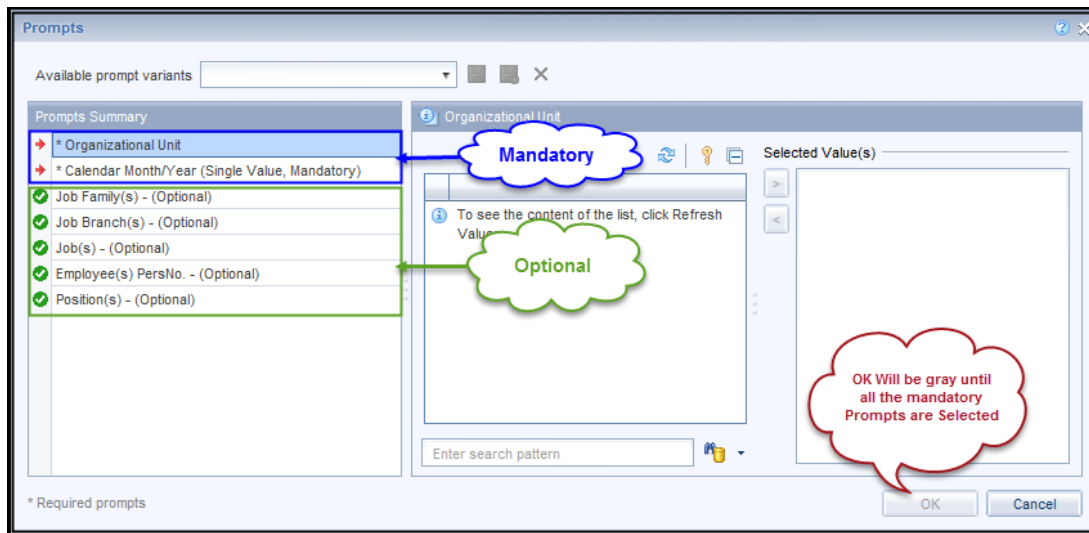 Prompts
Available prompt variants
Prompts Summary
* Organizational Unit
* Calendar Month/Year (Single Value, Mandatory)
Job Family(s) - (Optional)
Job Branch(s) - (Optional)
Job(s) - (Optional)
Employee(s) PersNo. - (Optional)
Position(s) - (Optional)
Organizational Unit
Mandatory
To see the content of the list, click Refresh
Optional
Enter search pattern
Selected Value(s)
>
<
OK Will be gray until
all the mandatory
Prompts are Selected
* Required prompts
OK
Cancel